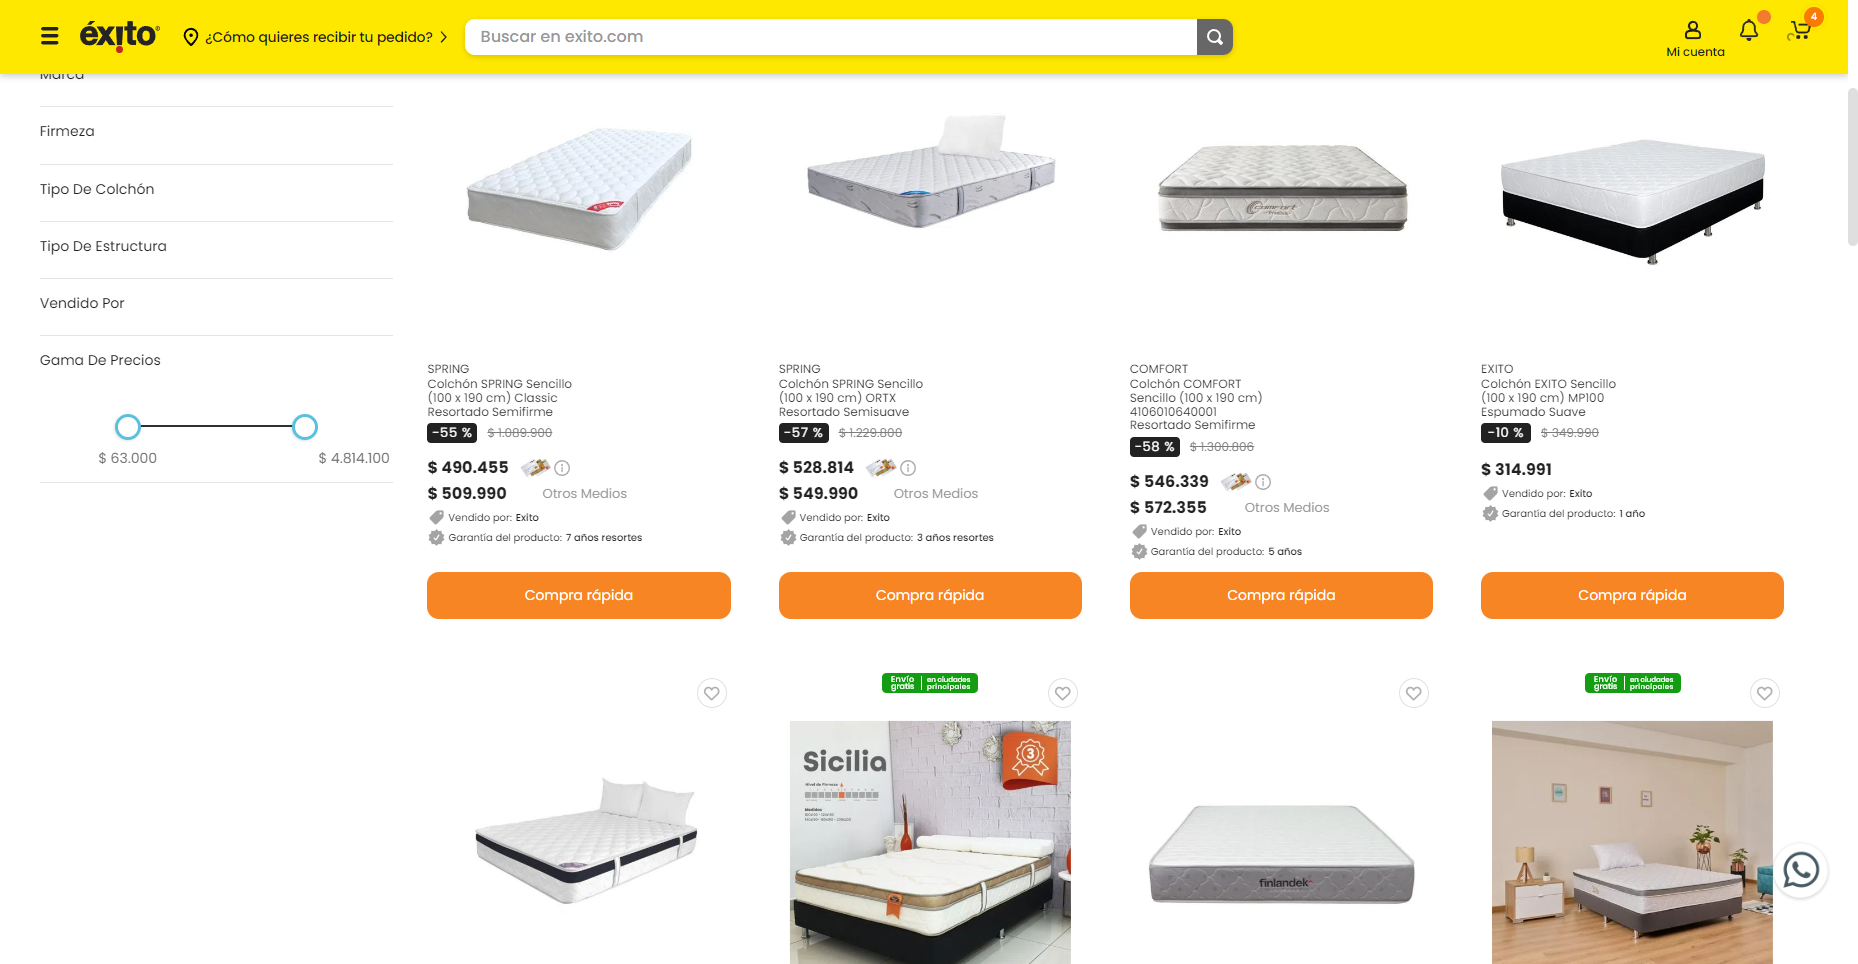 éxito
¿Cómo quieres recibir tu pedido?
Buscar en exito.com
Mi cuenta
4
Marca
Firmeza
Tipo De Colchón
Tipo De Estructura
Vendido Por
Gama De Precios
$ 63.000
$ 4.814.100
SPRING
Colchón SPRING Sencillo
(100 x 190 cm) Classic
Resortado Semifirme
-55 % $ 1.089.900
$ 490.455
$ 509.990 Otros Medios
Vendido por: Exito
Garantía del producto: 7 años resortes
Compra rápida
SPRING
Colchón SPRING Sencillo
(100 x 190 cm) ORTX
Resortado Semisuave
-57 % $ 1.229.800
$ 528.814
$ 549.990 Otros Medios
Vendido por: Exito
Garantía del producto: 3 años resortes
Compra rápida
comfort
COMFORT
Colchón COMFORT
Sencillo (100 x 190 cm)
4106010640001
Resortado Semifirme
-58 % $ 1.300.806
$ 546.339
$ 572.355 Otros Medios
Vendido por: Exito
Garantía del producto: 5 años
Compra rápida
EXITO
Colchón EXITO Sencillo
(100 x 190 cm) MP100
Espumado Suave
-10 % $ 349.990
$ 314.991
Vendido por: Exito
Garantía del producto: 1 año
Compra rápida
Envío gratis
en ciudades principales
Sicilia
Nivel de Firmeza
Medidas
3
finlandek
Envío gratis
en ciudades principales